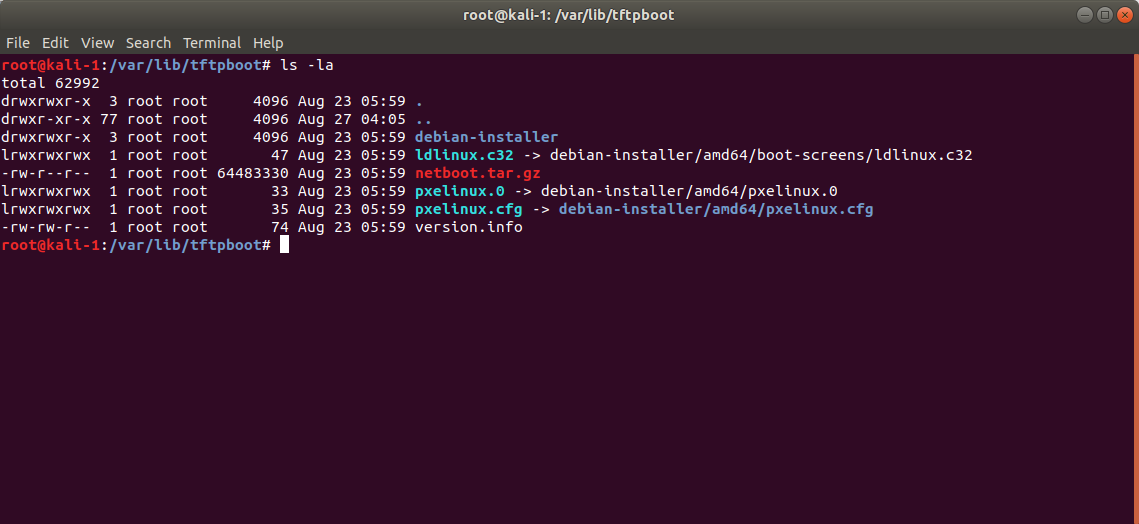 root@kali-1: /var/lib/tftpboot
File Edit View Search Terminal Help
root@kali-1:/var/lib/tftpboot# ls -la
total 62992
drwxrwxr-x  3 root root     4096 Aug 23 05:59 .
drwxr-xr-x 77 root root     4096 Aug 27 04:05 ..
drwxrwxr-x  3 root root     4096 Aug 23 05:59 debian-installer
lrwxrwxrwx  1 root root       47 Aug 23 05:59 ldlinux.c32 -> debian-installer/amd64/boot-screens/ldlinux.c32
-rw-r--r--  1 root root 64483330 Aug 23 05:59 netboot.tar.gz
lrwxrwxrwx  1 root root       33 Aug 23 05:59 pxelinux.0 -> debian-installer/amd64/pxelinux.0
lrwxrwxrwx  1 root root       35 Aug 23 05:59 pxelinux.cfg -> debian-installer/amd64/pxelinux.cfg
-rw-rw-r--  1 root root       74 Aug 23 05:59 version.info
root@kali-1:/var/lib/tftpboot#